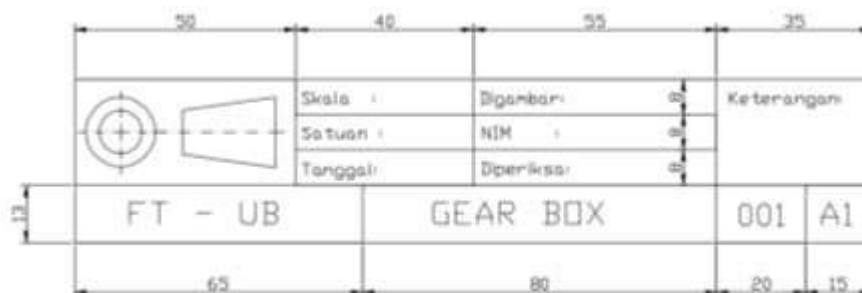 50 40 55 35
Skala : Digambar: 8 Keterangan:
Satuan : NIM : 8
Tanggal: Diperiksa: 8
13 FT - UB GEAR BOX 001 A1
65 80 20 15